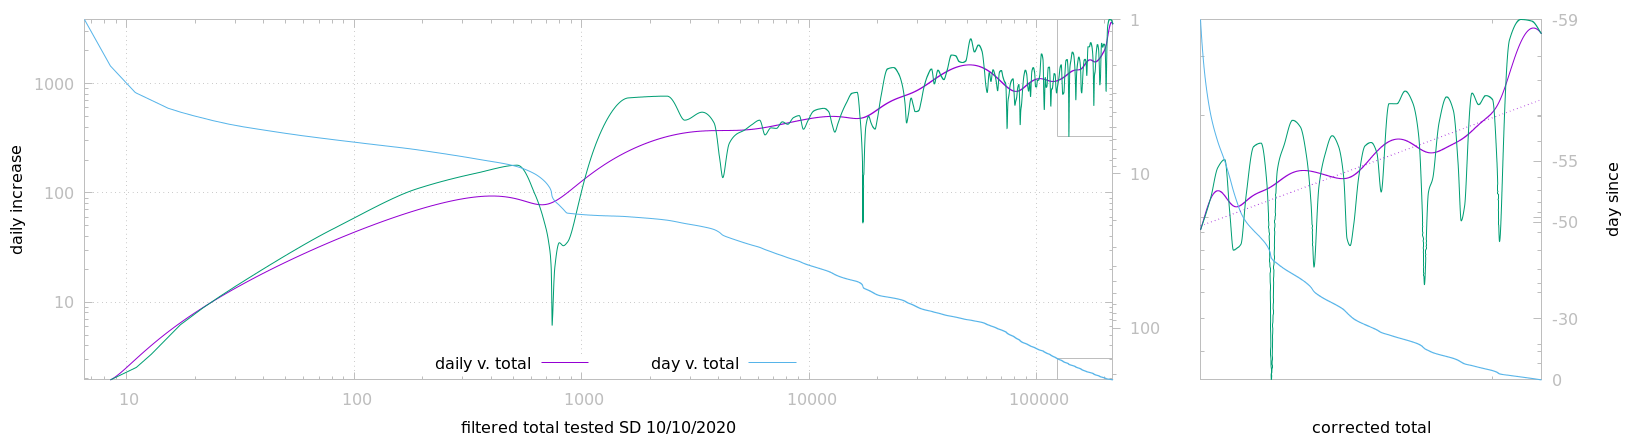 daily increase
1000
100
10
10
100
1000
10000
100000
1
10
100
daily v. total
day v. total
filtered total tested SD 10/10/2020
-59
-55
-50
-30
0
day since
corrected total